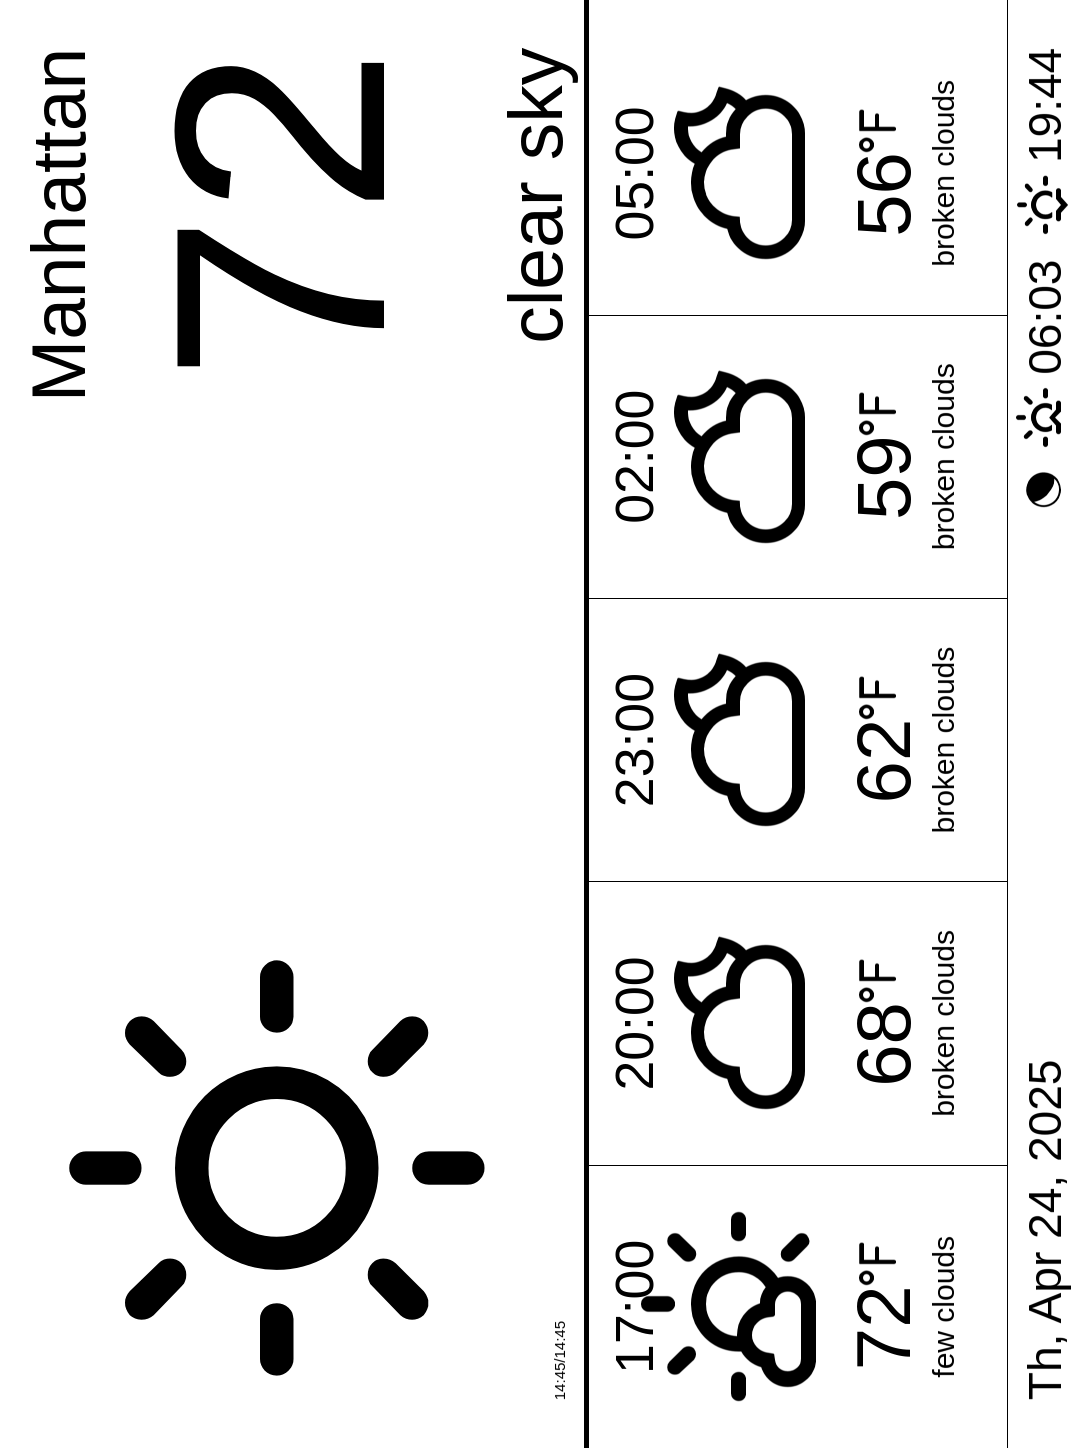 Manhattan
72
clear sky
14:45/14:45
17:00
72°F
few clouds
20:00
68°F
broken clouds
23:00
62°F
broken clouds
02:00
59°F
broken clouds
05:00
56°F
broken clouds
Th, Apr 24, 2025
06:03 19:44